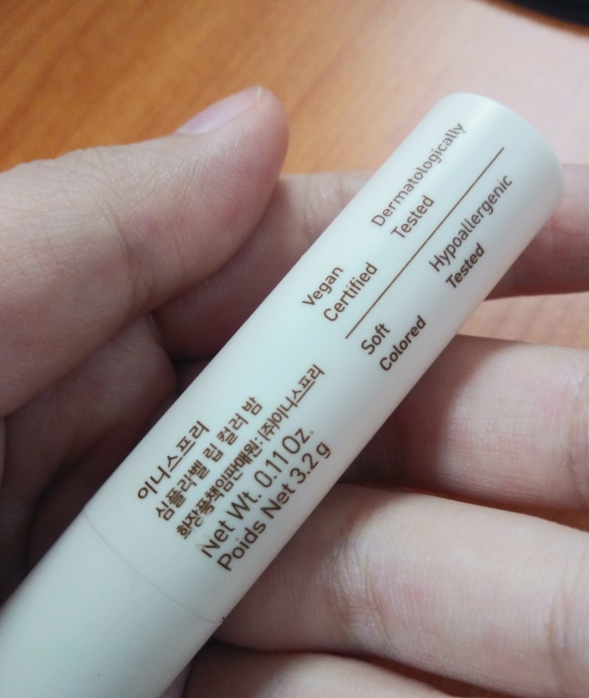 Vegan
Certified
Dermatologically
Tested
Soft
Colored
Hypoallergenic
Tested
이니스프리
심플라벨 립 컬러 밤
화장품책임판매원: (주)이니스프리
Net Wt. 0.11 Oz.
Poids Net 3.2 g